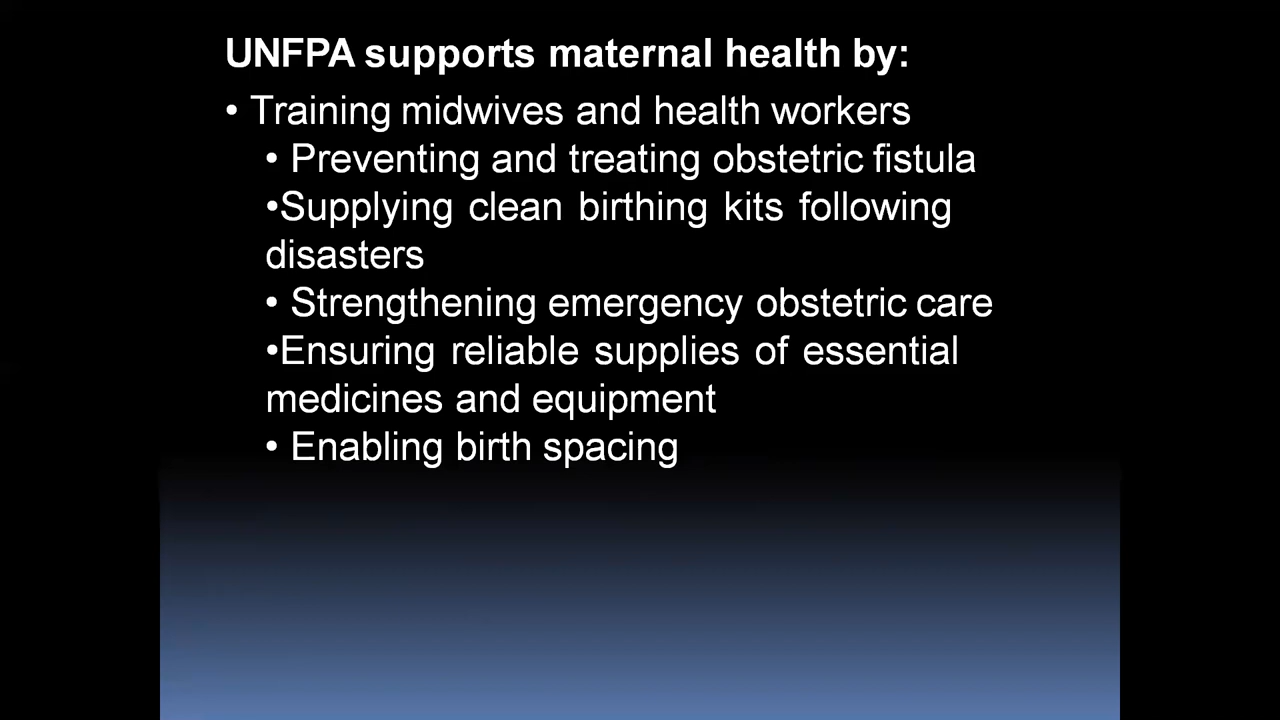 UNFPA supports maternal health by:
• Training midwives and health workers
• Preventing and treating obstetric fistula
•Supplying clean birthing kits following
disasters
• Strengthening emergency obstetric care
•Ensuring reliable supplies of essential
medicines and equipment
• Enabling birth spacing